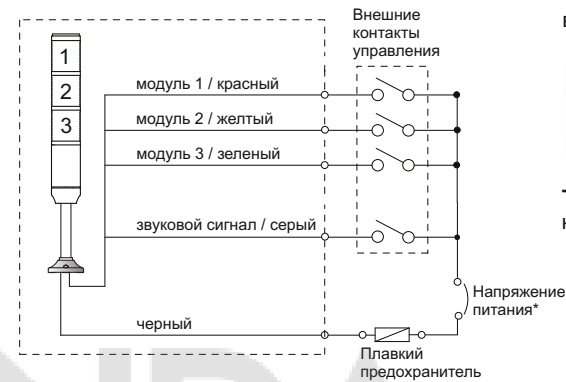 Внешние
контакты
управления
1
2
3
модуль 1 / красный
модуль 2 / желтый
модуль 3 / зеленый
звуковой сигнал / серый
черный
Напряжение
питания*
Плавкий
предохранитель